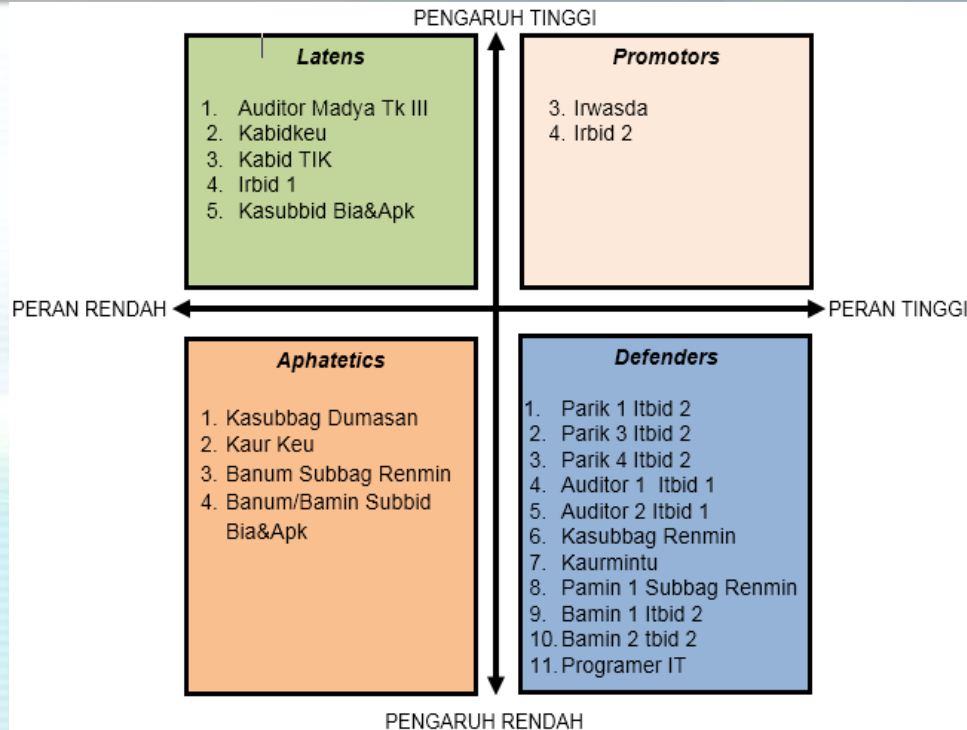 PENGARUH TINGGI
Latens
1. Auditor Madya Tk III
2. Kabidkeu
3. Kabid TIK
4. Irbid 1
5. Kasubbid Bia&Apk
Promotors
3. Irwasda
4. Irbid 2
PERAN RENDAH
PERAN TINGGI
Aphatetics
1. Kasubbag Dumasan
2. Kaur Keu
3. Banum Subbag Renmin
4. Banum/Bamin Subbid
Bia&Apk
Defenders
1. Parik 1 Itbid 2
2. Parik 3 Itbid 2
3. Parik 4 Itbid 2
4. Auditor 1 Itbid 1
5. Auditor 2 Itbid 1
6. Kasubbag Renmin
7. Kaurmintu
8. Pamin 1 Subbag Renmin
9. Bamin 1 Itbid 2
10. Bamin 2 tbid 2
11. Programer IT
PENGARUH RENDAH